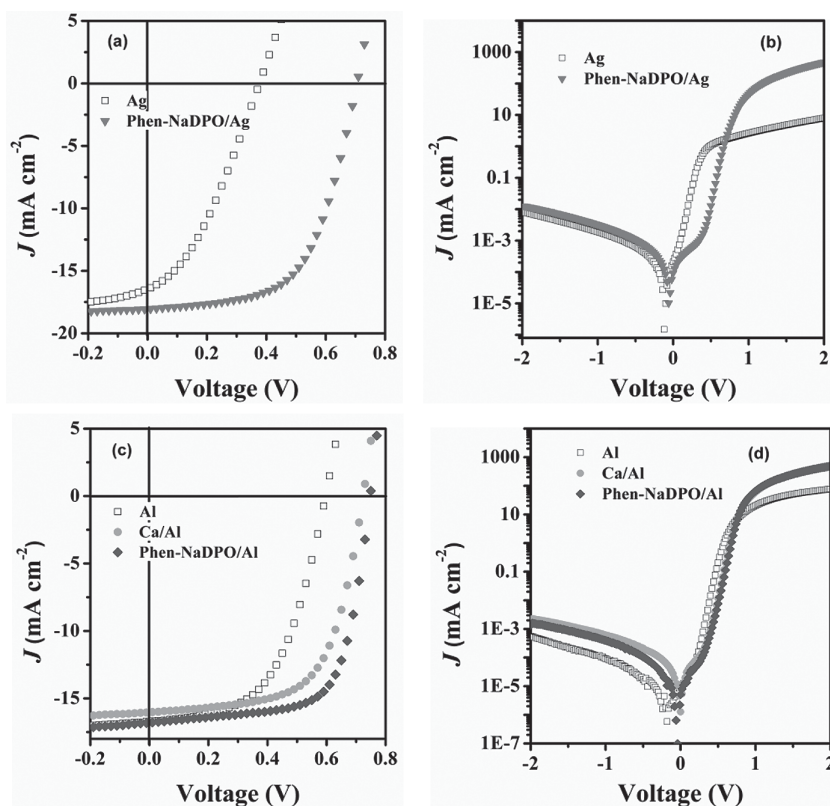 (a)
Ag
Phen-NaDPO/Ag
J (mA cm⁻²)
5
0
-5
-10
-15
-20
-0.2 0.0 0.2 0.4 0.6 0.8
Voltage (V)
(b)
Ag
Phen-NaDPO/Ag
J (mA cm⁻²)
1000
10
0.1
1E-3
1E-5
-2 -1 0 1 2
Voltage (V)
(c)
Al
Ca/Al
Phen-NaDPO/Al
J (mA cm⁻²)
5
0
-5
-10
-15
-0.2 0.0 0.2 0.4 0.6 0.8
Voltage (V)
(d)
Al
Ca/Al
Phen-NaDPO/Al
J (mA cm⁻²)
1000
10
0.1
1E-3
1E-5
1E-7
-2 -1 0 1 2
Voltage (V)